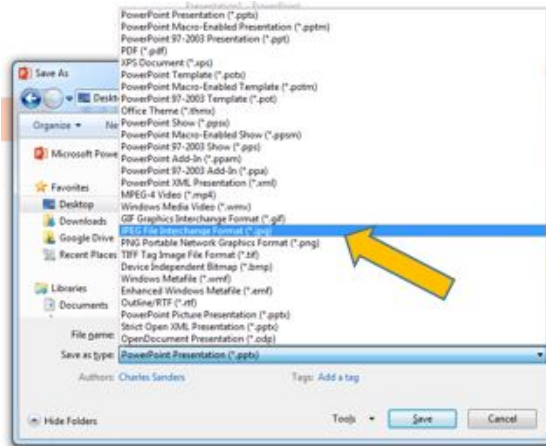 Presentation1 - PowerPoint
PowerPoint Presentation (*.pptx)
PowerPoint Macro-Enabled Presentation (*.pptm)
PowerPoint 97-2003 Presentation (*.ppt)
PDF (*.pdf)
XPS Document (*.xps)
PowerPoint Template (*.potx)
PowerPoint Macro-Enabled Template (*.potm)
PowerPoint 97-2003 Template (*.pot)
Office Theme (*.thmx)
PowerPoint Show (*.ppsx)
PowerPoint Macro-Enabled Show (*.ppsm)
PowerPoint 97-2003 Show (*.pps)
PowerPoint Add-In (*.ppam)
PowerPoint 97-2003 Add-In (*.ppa)
PowerPoint XML Presentation (*.xml)
MPEG-4 Video (*.mp4)
Windows Media Video (*.wmv)
GIF Graphics Interchange Format (*.gif)
JPEG File Interchange Format (*.jpg)
PNG Portable Network Graphics Format (*.png)
TIFF Tag Image File Format (*.tif)
Device Independent Bitmap (*.bmp)
Windows Metafile (*.wmf)
Enhanced Windows Metafile (*.emf)
Outline/RTF (*.rtf)
PowerPoint Picture Presentation (*.pptx)
Strict Open XML Presentation (*.pptx)
OpenDocument Presentation (*.odp)
Save As
Deskt
Organize
Ne
Microsoft Powe
Favorites
Desktop
Downloads
Google Drive
Recent Places
Libraries
Documents
File name:
Save as type: PowerPoint Presentation (*.pptx)
Authors: Charles Sanders Tags: Add a tag
Hide Folders Tools Save Cancel